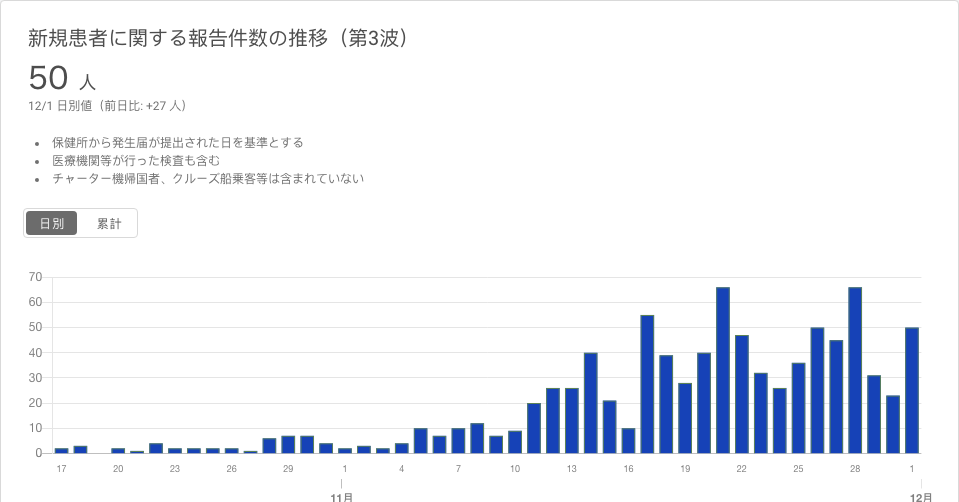 新規患者に関する報告件数の推移（第3波）
50 人
12/1 日別値（前日比: +27 人）
保健所から発生届が提出された日を基準とする
医療機関等が行った検査も含む
チャーター機帰国者、クルーズ船乗客等は含まれていない
日別 累計
70
60
50
40
30
20
10
0
17 20 23 26 29 1 4 7 10 13 16 19 22 25 28 1
11月 12月